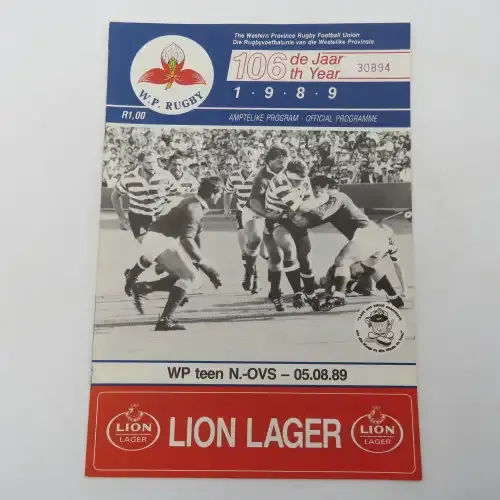 The Western Province Rugby Football Union
Die Rugbyvoetbalunie van die Westelike Provinsie
106 de Jaar
th Year
30894
1·9·8·9
W.P. RUGBY
R1,00
AMPTELIKE PROGRAM · OFFICIAL PROGRAMME
WP teen N.-OVS – 05.08.89
LION
LAGER
LION LAGER
LION
LAGER